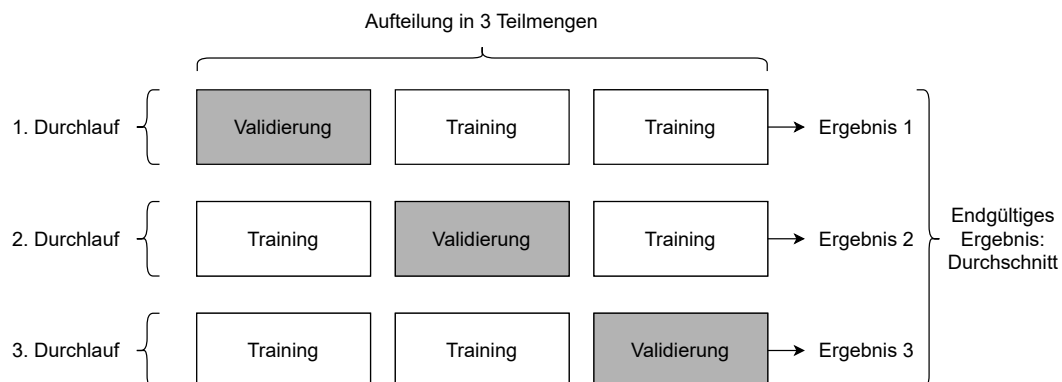 Aufteilung in 3 Teilmengen
1. Durchlauf Validierung Training Training Ergebnis 1
2. Durchlauf Training Validierung Training Ergebnis 2
Endgültiges
Ergebnis:
Durchschnitt
3. Durchlauf Training Training Validierung Ergebnis 3